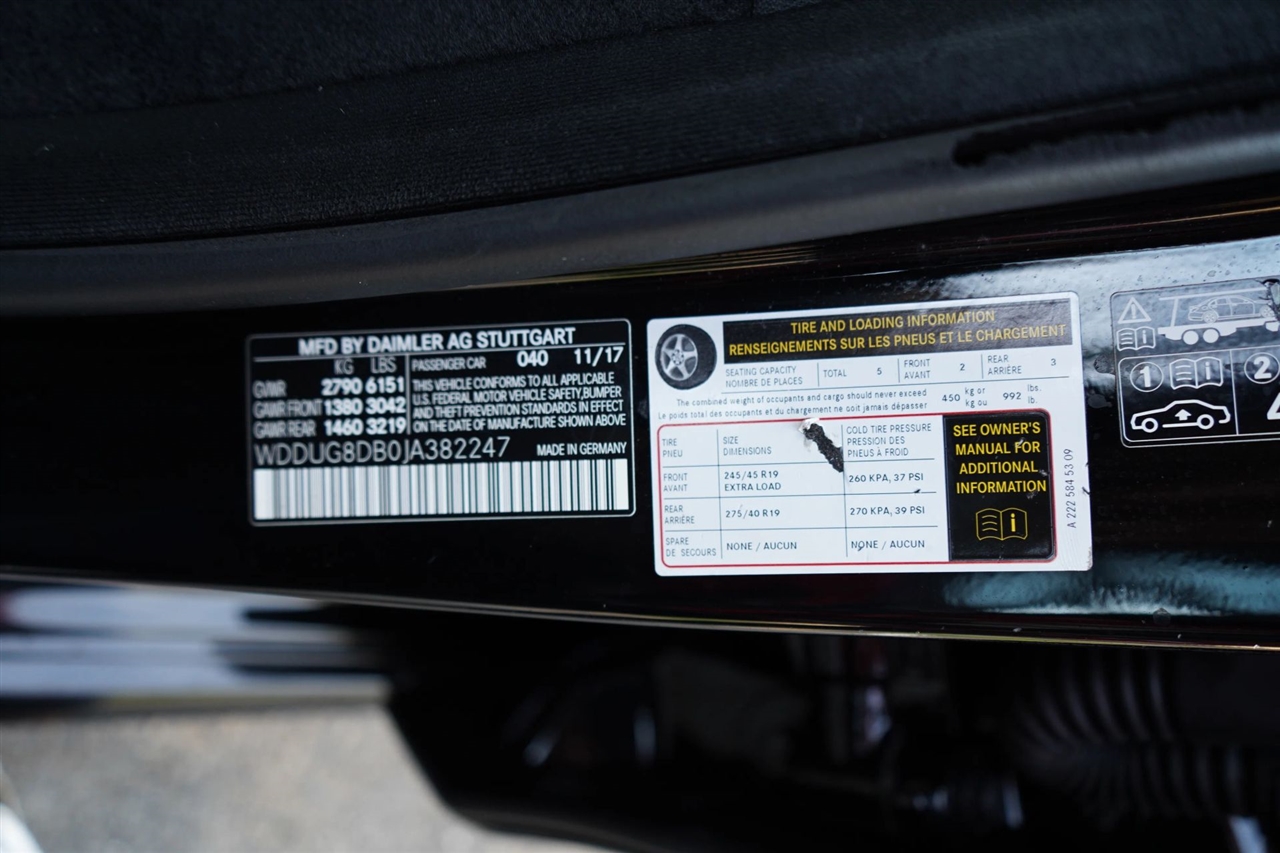 MFD BY DAIMLER AG STUTTGART
KG LBS PASSENGER CAR 040 11/17
GVWR 2790 6151
GAWR FRONT 1380 3042
GAWR REAR 1460 3219
THIS VEHICLE CONFORMS TO ALL APPLICABLE
U.S. FEDERAL MOTOR VEHICLE SAFETY, BUMPER
AND THEFT PREVENTION STANDARDS IN EFFECT
ON THE DATE OF MANUFACTURE SHOWN ABOVE
WDDUG8DB0JA382247 MADE IN GERMANY
TIRE AND LOADING INFORMATION
RENSEIGNEMENTS SUR LES PNEUS ET LE CHARGEMENT
SEATING CAPACITY
NOMBRE DE PLACES
TOTAL 5
FRONT
AVANT
2
REAR
ARRIÈRE
3
The combined weight of occupants and cargo should never exceed
Le poids total des occupants et du chargement ne doit jamais dépasser
450 kg or
kg ou
992 lbs.
lb.
TIRE
PNEU
SIZE
DIMENSIONS
COLD TIRE PRESSURE
PRESSION DES
PNEUS À FROID
FRONT
AVANT
245/45 R19
EXTRA LOAD
260 KPA, 37 PSI
REAR
ARRIÈRE
275/40 R19
270 KPA, 39 PSI
SPARE
DE SECOURS
NONE / AUCUN
NONE / AUCUN
SEE OWNER'S
MANUAL FOR
ADDITIONAL
INFORMATION
i
A 222 584 53 09
1 i
2